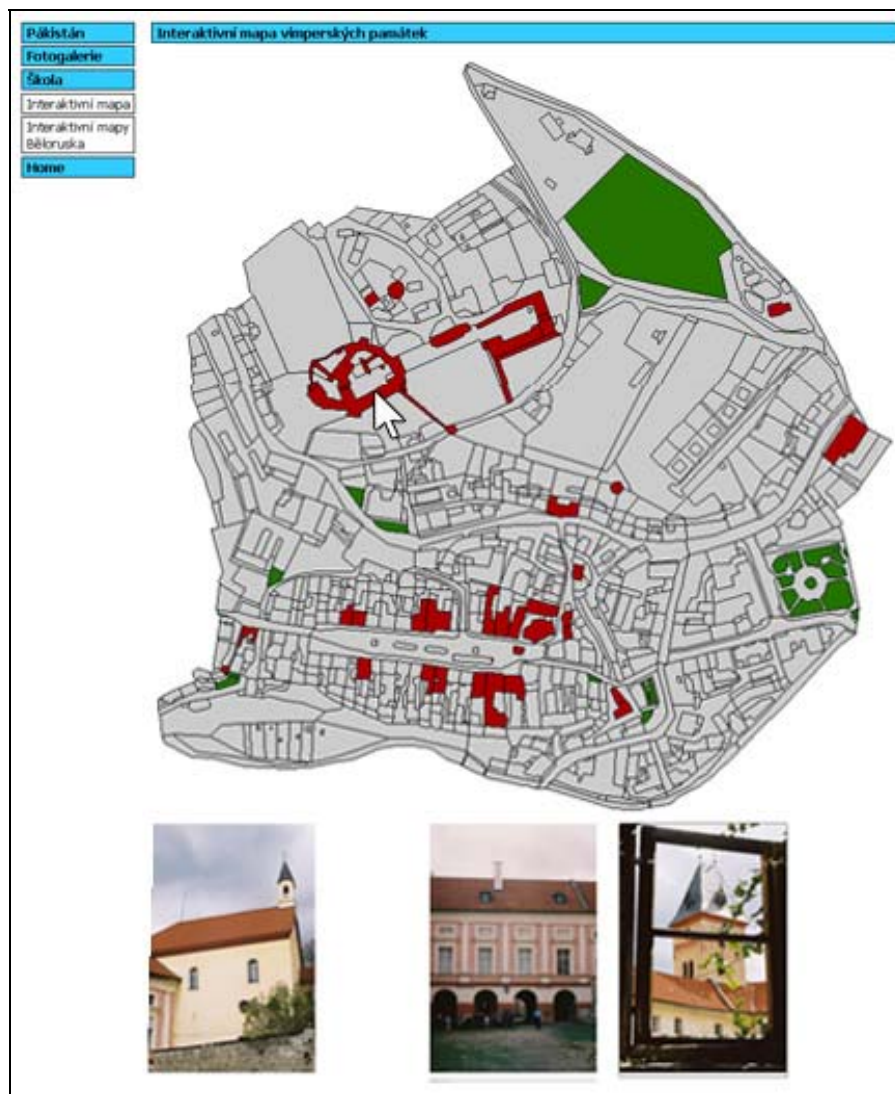 Pákistán
Fotogalerie
Škola
Interaktivní mapa
Interaktivní mapy
Běloruska
Home
Interaktivní mapa vimperských památek